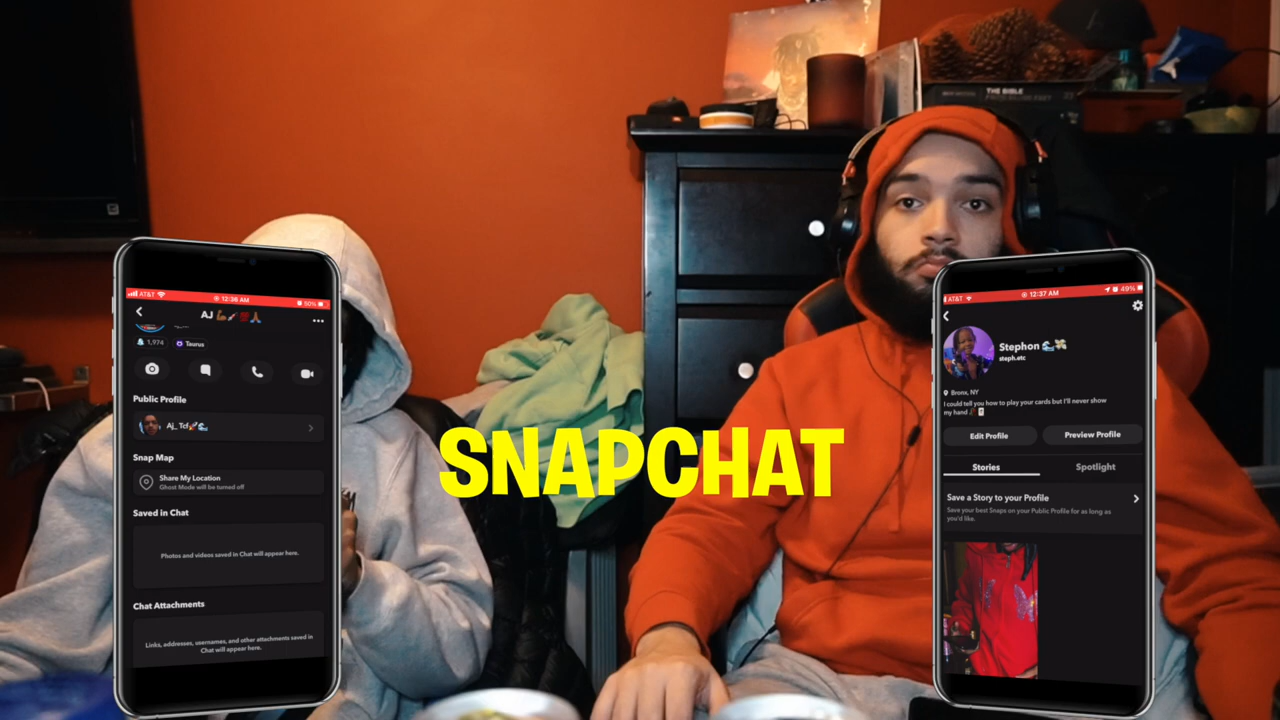 THE BIBLE
AT&T 12:36 AM 50%
AJ 💪🏾💉💯🙏🏾
1,974 Taurus
Public Profile
Aj_Tcf🚀🌊
Snap Map
Share My Location
Ghost Mode will be turned off
Saved in Chat
Photos and videos saved in Chat will appear here.
Chat Attachments
Links, addresses, usernames, and other attachments saved in
Chat will appear here.
SNAPCHAT
AT&T 12:37 AM 49%
Stephon 🌊💸
steph.etc
Bronx, NY
I could tell you how to play your cards but I'll never show
my hand
Edit Profile Preview Profile
Stories Spotlight
Save a Story to your Profile
Save your best Snaps on your Public Profile for as long as
you'd like.